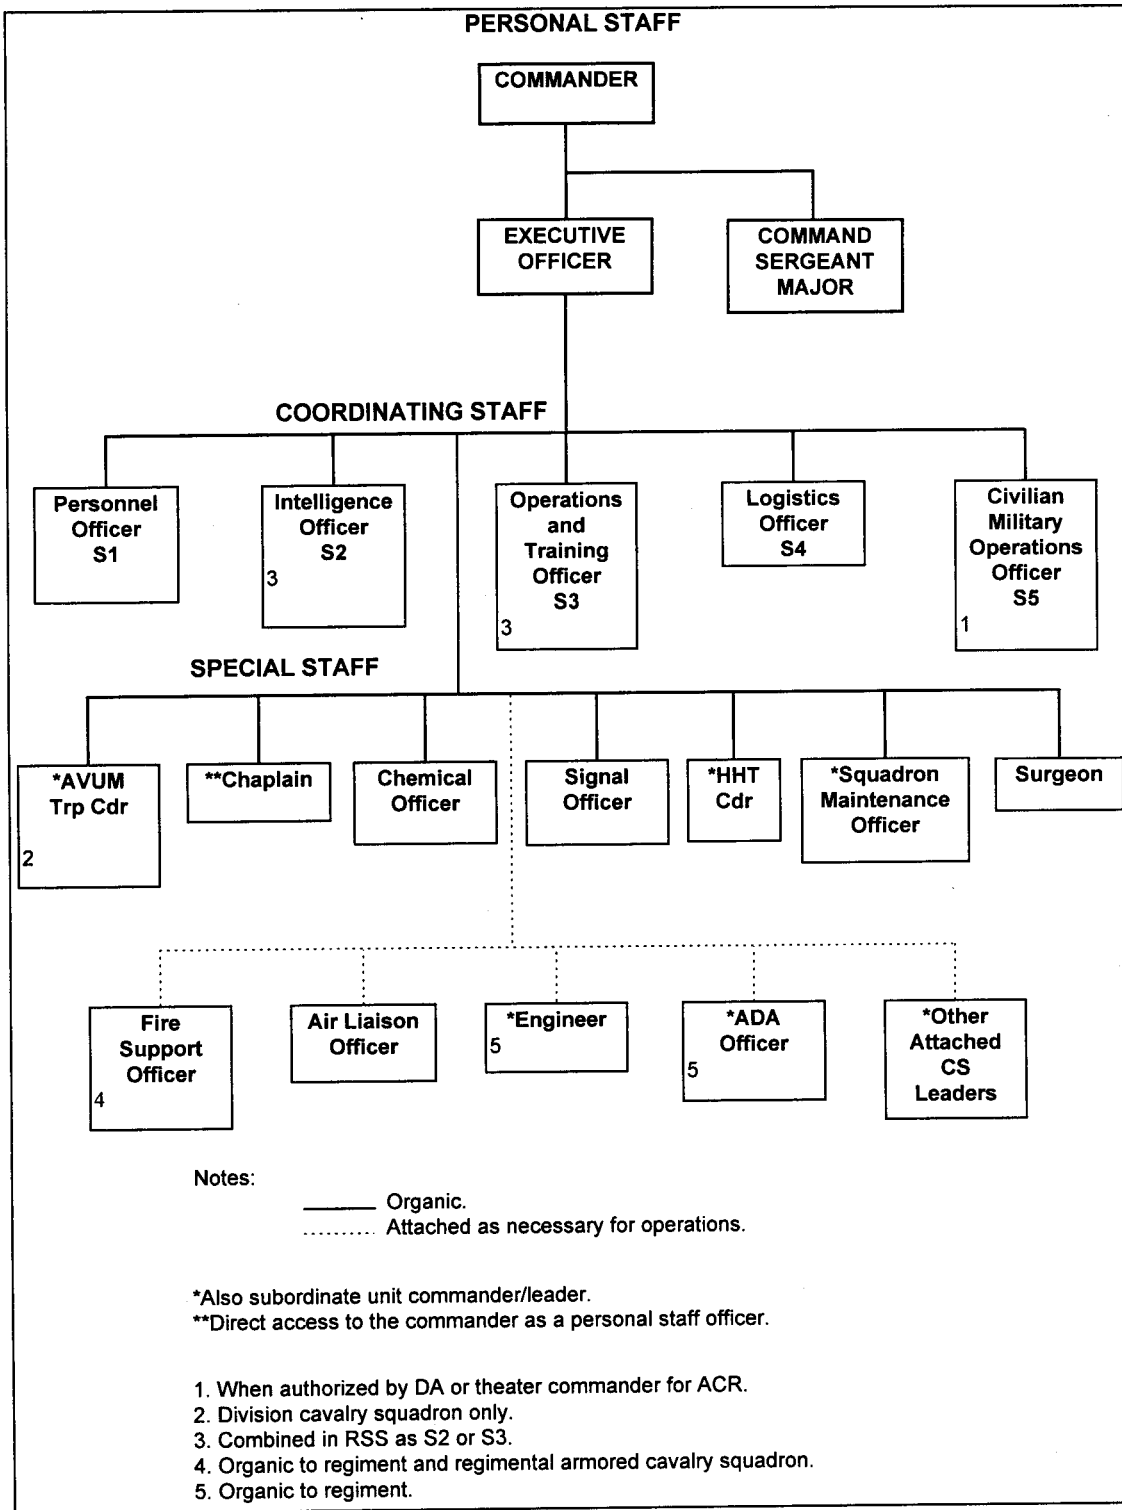 PERSONAL STAFF
COMMANDER
EXECUTIVE
OFFICER
COMMAND
SERGEANT
MAJOR
COORDINATING STAFF
Personnel
Officer
S1
Intelligence
Officer
S2
3
Operations
and
Training
Officer
S3
3
Logistics
Officer
S4
Civilian
Military
Operations
Officer
S5
1
SPECIAL STAFF
*AVUM
Trp Cdr
2
**Chaplain
Chemical
Officer
Signal
Officer
*HHT
Cdr
*Squadron
Maintenance
Officer
Surgeon
Fire
Support
Officer
4
Air Liaison
Officer
*Engineer
5
*ADA
Officer
5
*Other
Attached
CS
Leaders
Notes:
Organic.
Attached as necessary for operations.
*Also subordinate unit commander/leader.
**Direct access to the commander as a personal staff officer.
1. When authorized by DA or theater commander for ACR.
2. Division cavalry squadron only.
3. Combined in RSS as S2 or S3.
4. Organic to regiment and regimental armored cavalry squadron.
5. Organic to regiment.